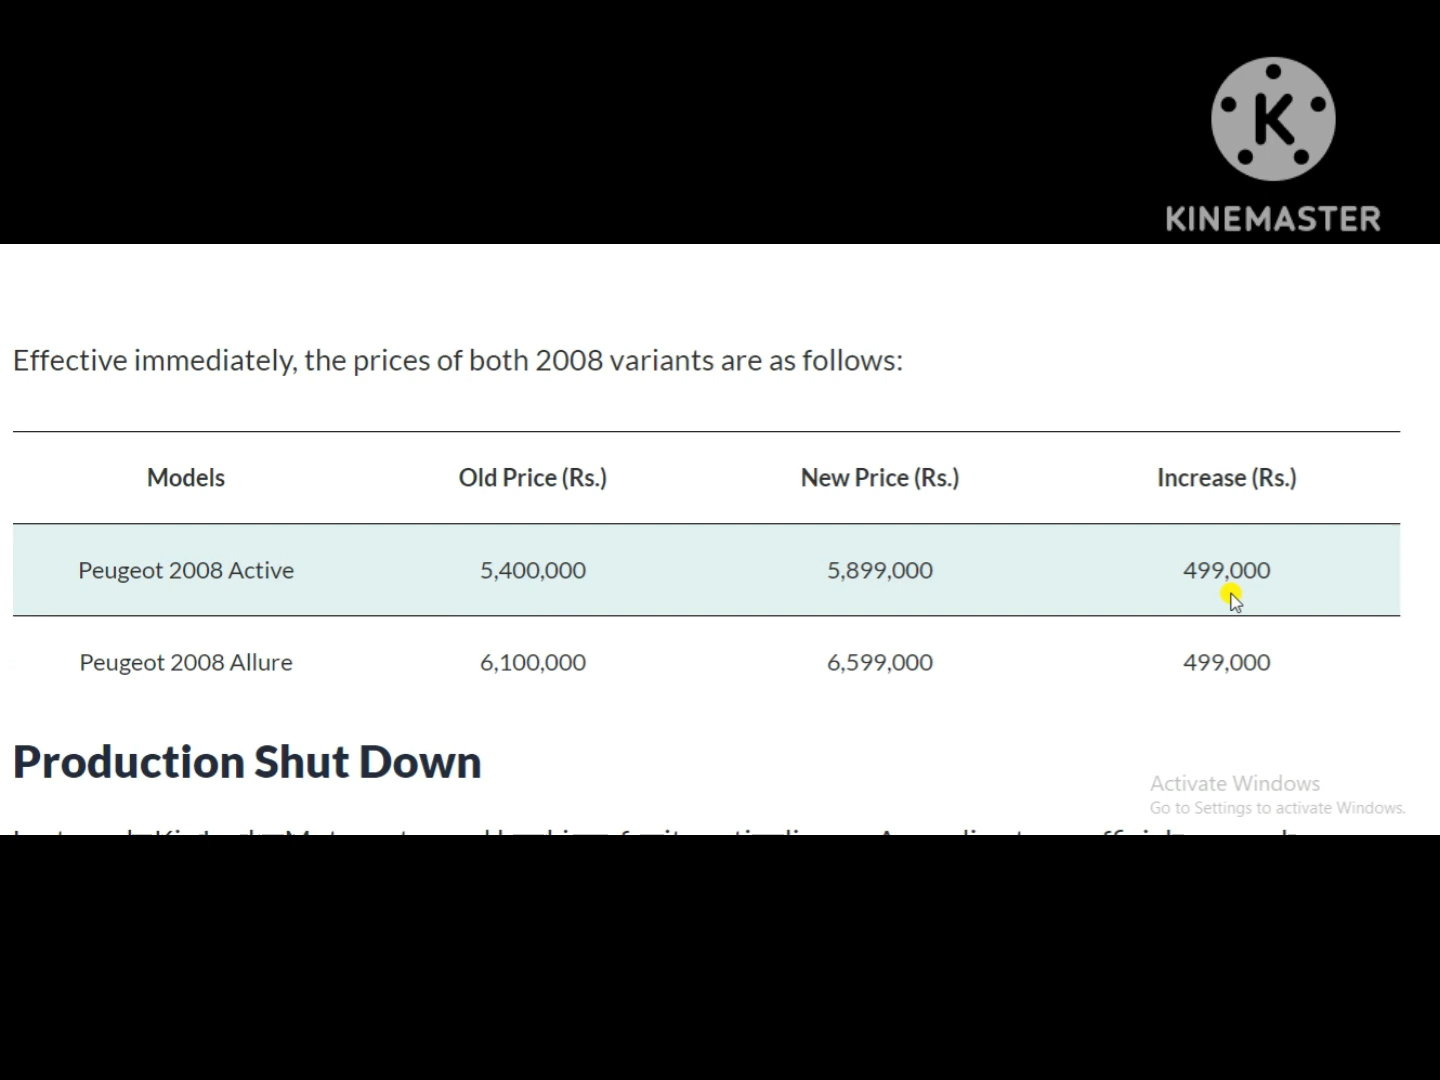 K
KINEMASTER
Effective immediately, the prices of both 2008 variants are as follows:
Models Old Price (Rs.) New Price (Rs.) Increase (Rs.)
Peugeot 2008 Active 5,400,000 5,899,000 499,000
Peugeot 2008 Allure 6,100,000 6,599,000 499,000
Production Shut Down
Activate Windows
Go to Settings to activate Windows.